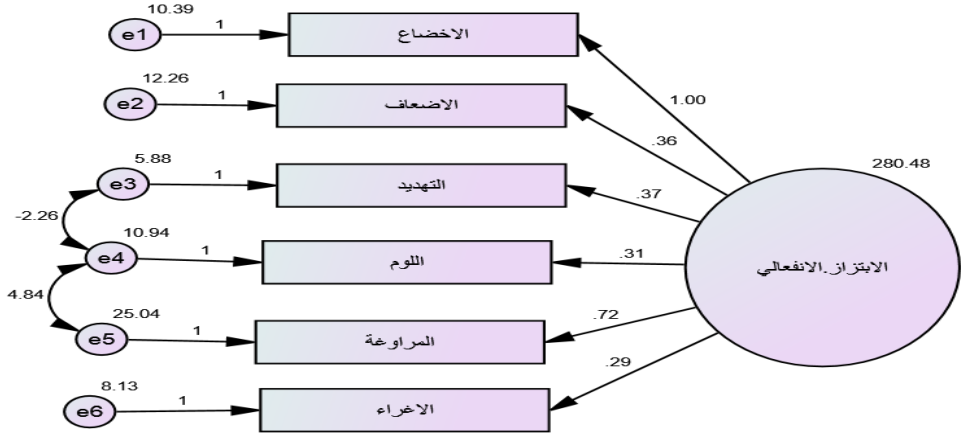 10.39
e1
1
الاخضاع
1.00
12.26
e2
1
الاضعاف
.36
280.48
5.88
e3
1
التهديد
.37
-2.26
10.94
e4
1
اللوم
.31
الابتزاز.الانفعالي
4.84
25.04
e5
1
المراوغة
.72
8.13
e6
1
الاغراء
.29